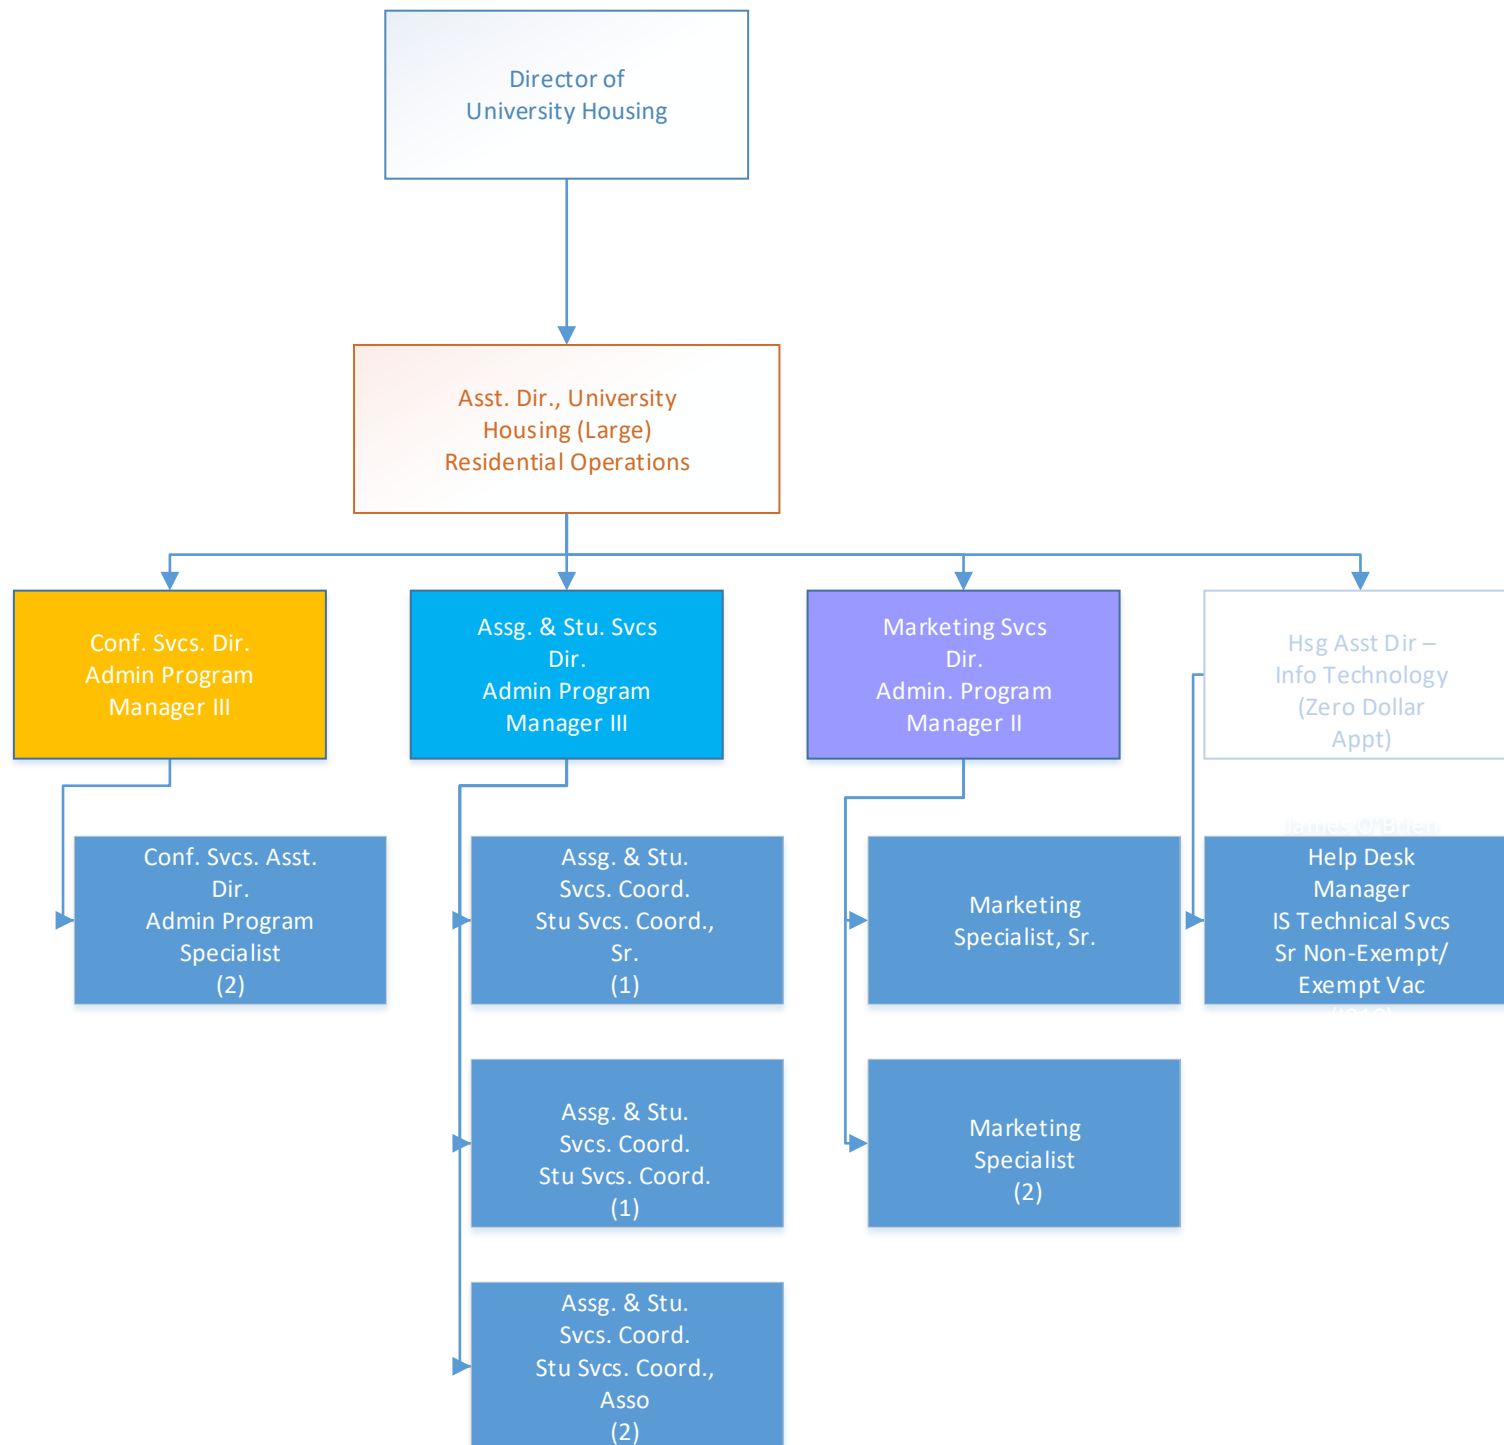 Director of
University Housing
Asst. Dir., University
Housing (Large)
Residential Operations
Conf. Svcs. Dir.
Admin Program
Manager III
Assg. & Stu. Svcs
Dir.
Admin Program
Manager III
Marketing Svcs
Dir.
Admin. Program
Manager II
Hsg Asst Dir –
Info Technology
(Zero Dollar
Appt)
Conf. Svcs. Asst.
Dir.
Admin Program
Specialist
(2)
Assg. & Stu.
Svcs. Coord.
Stu Svcs. Coord.,
Sr.
(1)
Marketing
Specialist, Sr.
James O'Brien
Help Desk
Manager
IS Technical Svcs
Sr Non-Exempt/
Exempt Vac
Assg. & Stu.
Svcs. Coord.
Stu Svcs. Coord.
(1)
Marketing
Specialist
(2)
Assg. & Stu.
Svcs. Coord.
Stu Svcs. Coord.,
Asso
(2)